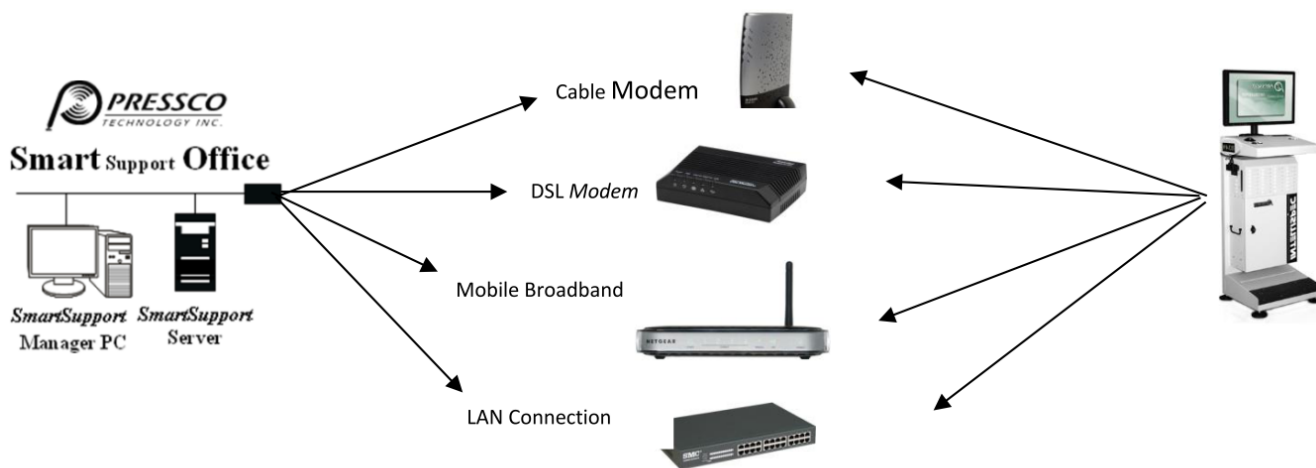 PRESSCO
TECHNOLOGY INC.
Smart Support Office
SmartSupport
Manager PC
SmartSupport
Server
Cable Modem
DSL Modem
Mobile Broadband
NETGEAR
LAN Connection
SMC